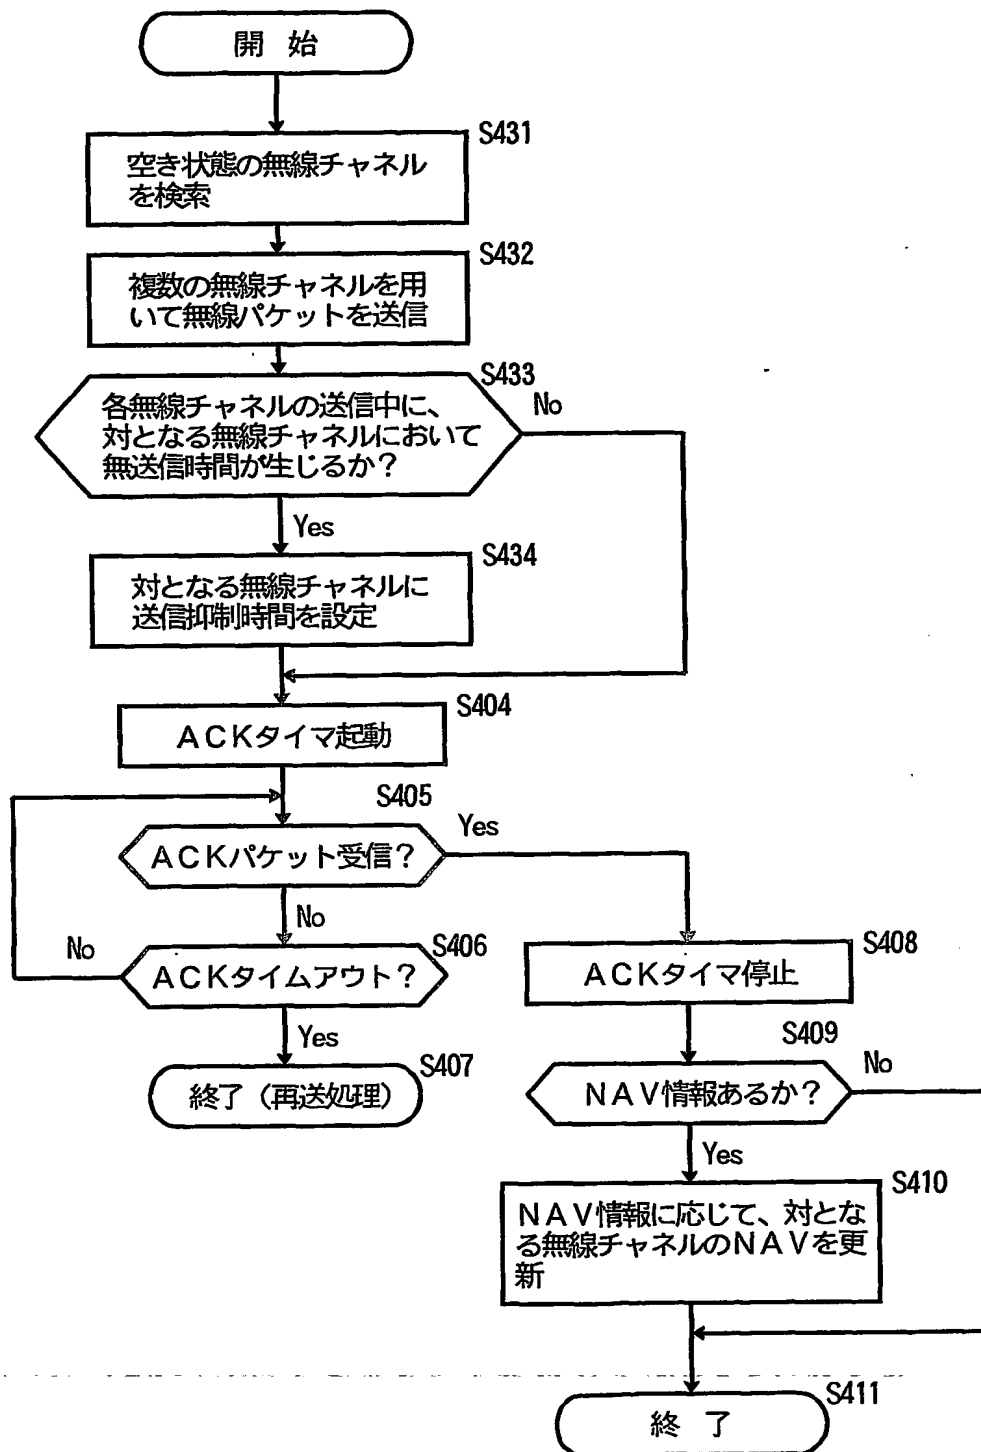 開 始
S431
空き状態の無線チャネル
を検索
S432
複数の無線チャネルを用
いて無線パケットを送信
S433
各無線チャネルの送信中に、
対となる無線チャネルにおいて
無送信時間が生じるか?
No
Yes
S434
対となる無線チャネルに
送信抑制時間を設定
S404
ACKタイマ起動
S405
ACKパケット受信?
Yes
No
S406
ACKタイムアウト?
No
Yes
S407
終了(再送処理)
S408
ACKタイマ停止
S409
NAV情報あるか?
No
Yes
S410
NAV情報に応じて、対とな
る無線チャネルのNAVを更
新
S411
終 了